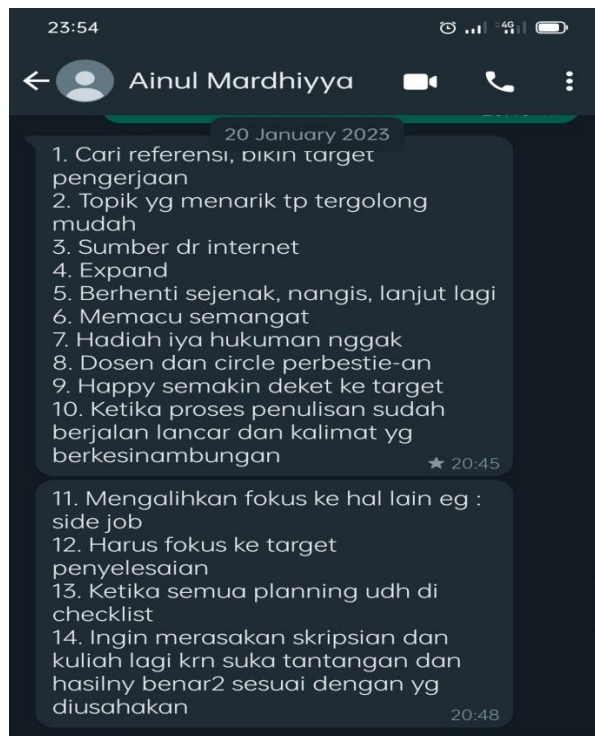 23:54
4G
Ainul Mardhiyya
20 January 2023
1. Cari referensi, bikin target
pengerjaan
2. Topik yg menarik tp tergolong
mudah
3. Sumber dr internet
4. Expand
5. Berhenti sejenak, nangis, lanjut lagi
6. Memacu semangat
7. Hadiah iya hukuman nggak
8. Dosen dan circle perbestie-an
9. Happy semakin deket ke target
10. Ketika proses penulisan sudah
berjalan lancar dan kalimat yg
berkesinambungan
★ 20:45
11. Mengalihkan fokus ke hal lain eg :
side job
12. Harus fokus ke target
penyelesaian
13. Ketika semua planning udh di
checklist
14. Ingin merasakan skripsian dan
kuliah lagi krn suka tantangan dan
hasilny benar2 sesuai dengan yg
diusahakan
20:48